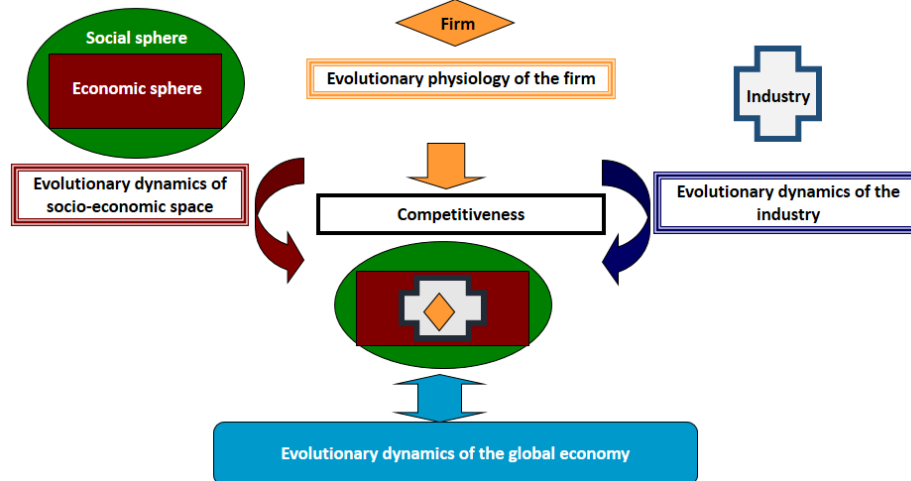 Firm
Social sphere
Evolutionary physiology of the firm
Economic sphere
Industry
Evolutionary dynamics of
socio-economic space
Evolutionary dynamics of the
industry
Competitiveness
Evolutionary dynamics of the global economy